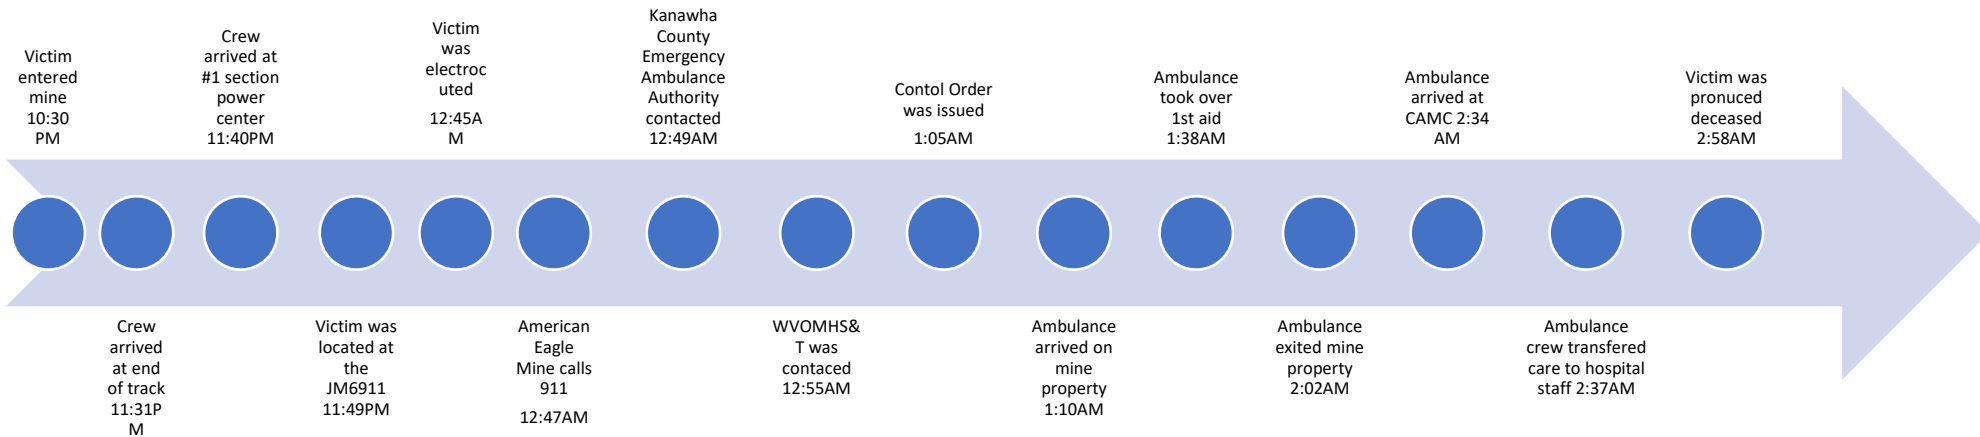 Victim
entered
mine
10:30
PM
Crew
arrived
at end
of track
11:31P
M
Crew
arrived at
#1 section
power
center
11:40PM
Victim was
located at
the
JM6911
11:49PM
Victim
was
electroc
uted
12:45A
M
American
Eagle
Mine calls
911
12:47AM
Kanawha
County
Emergency
Ambulance
Authority
contacted
12:49AM
WVOMHS&
T was
contaced
12:55AM
Contol Order
was issued
1:05AM
Ambulance
arrived on
mine
property
1:10AM
Ambulance
took over
1st aid
1:38AM
Ambulance
exited mine
property
2:02AM
Ambulance
arrived at
CAMC 2:34
AM
Ambulance
crew transfered
care to hospital
staff 2:37AM
Victim was
pronuced
deceased
2:58AM